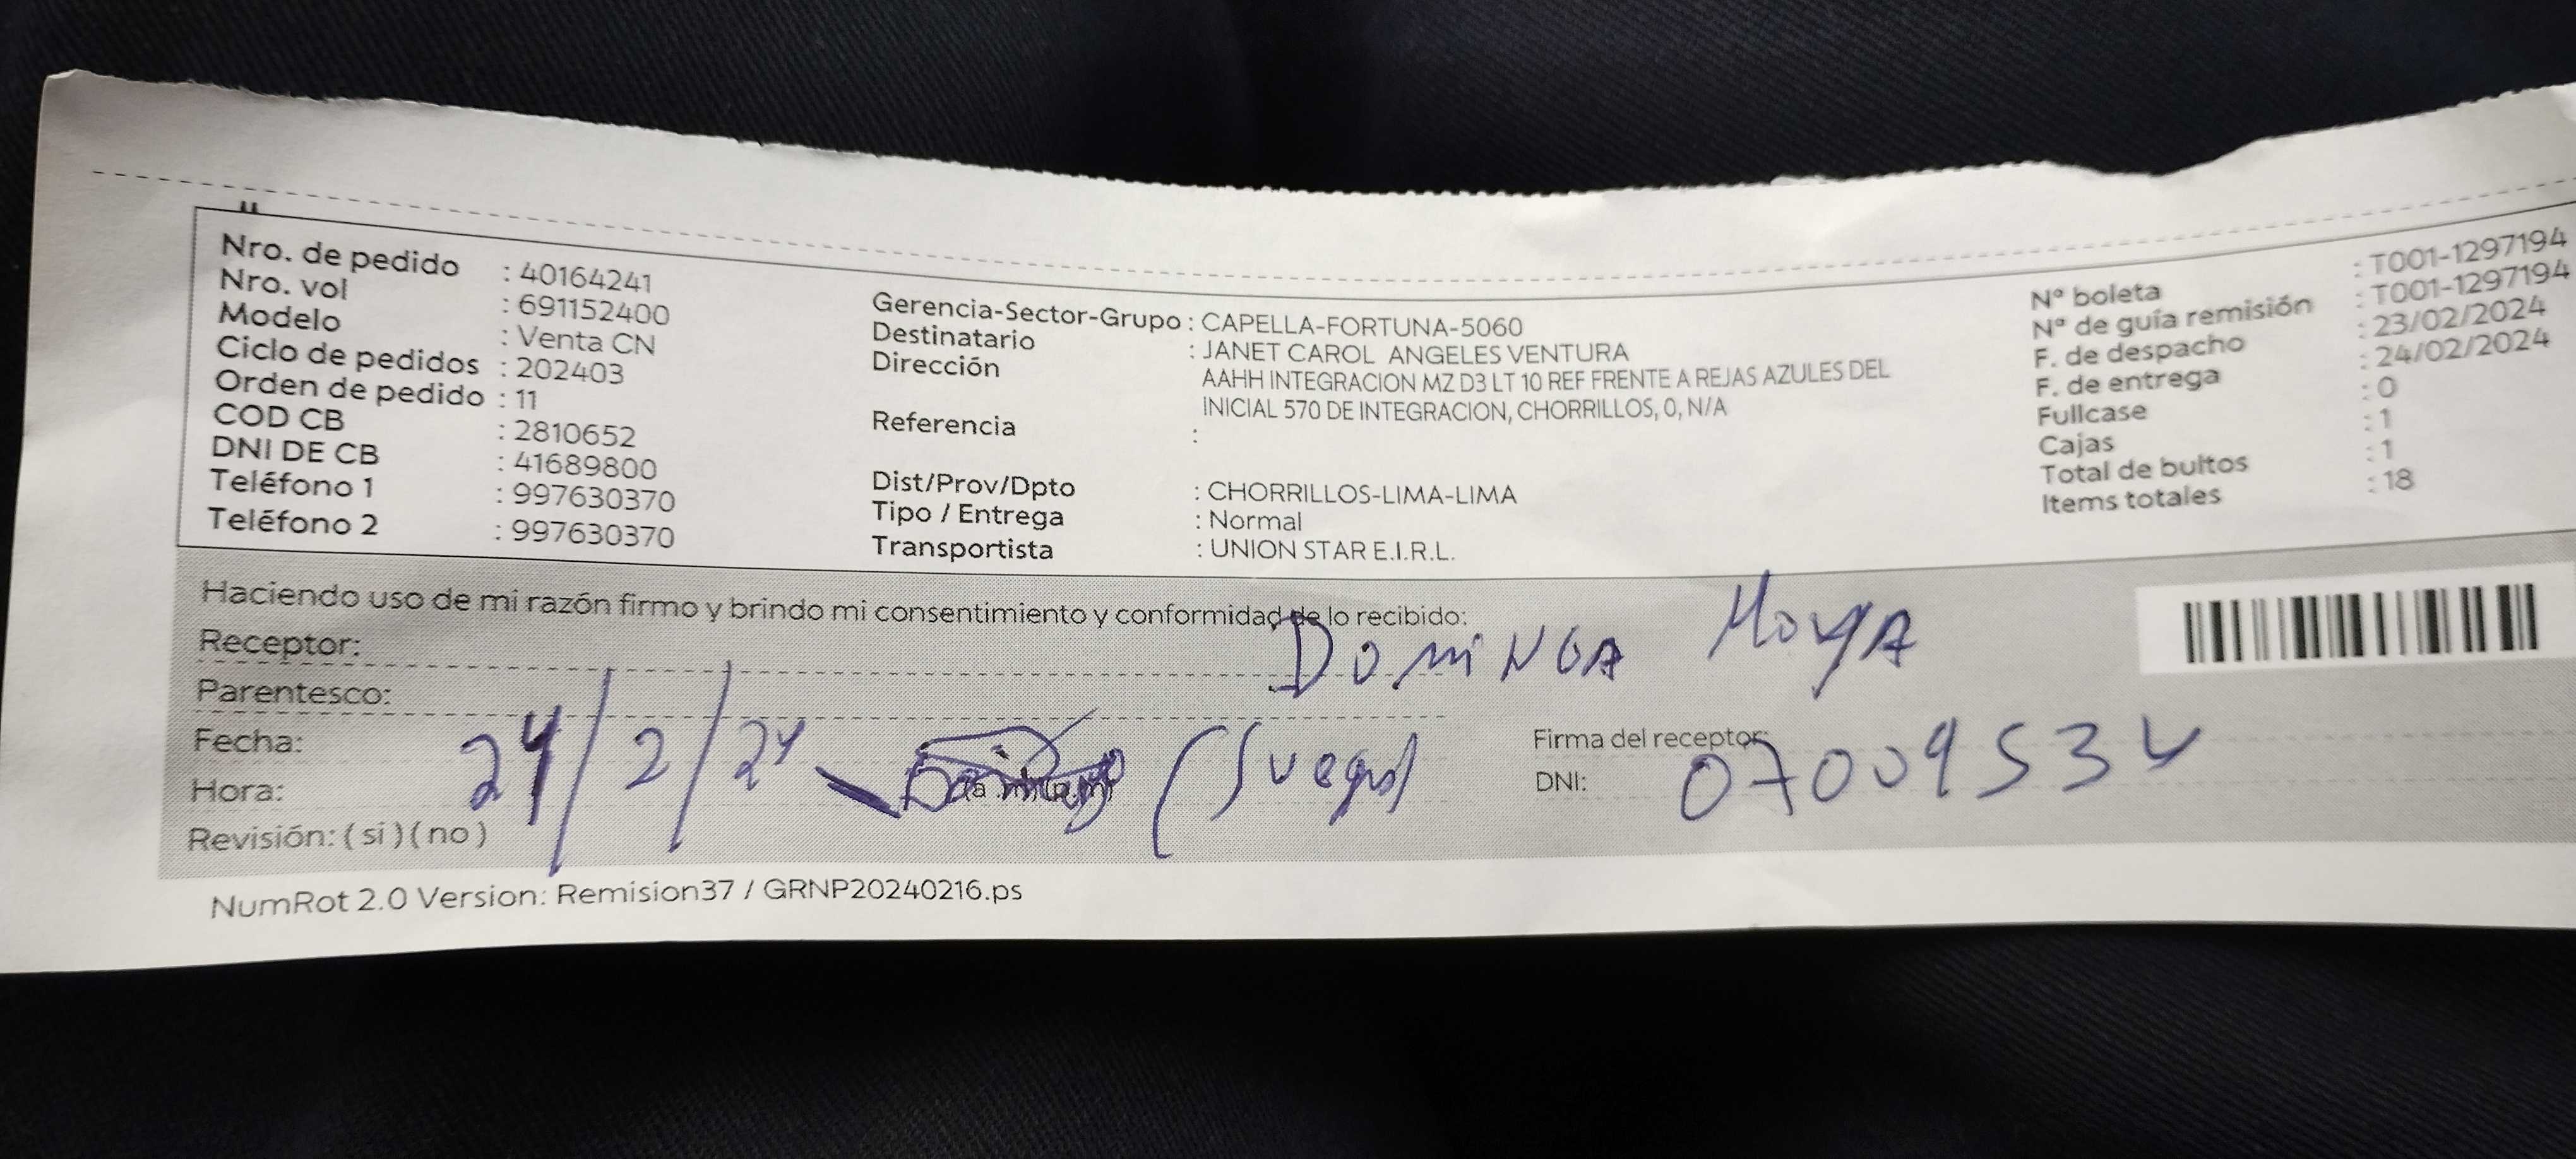 Nro. de pedido : 40164241
Nro. vol : 691152400
Modelo : Venta CN
Ciclo de pedidos : 202403
Orden de pedido : 11
COD CB : 2810652
DNI DE CB : 41689800
Teléfono 1 : 997630370
Teléfono 2 : 997630370
Gerencia-Sector-Grupo : CAPELLA-FORTUNA-5060
Destinatario : JANET CAROL ANGELES VENTURA
Dirección AAHH INTEGRACION MZ D3 LT 10 REF FRENTE A REJAS AZULES DEL
INICIAL 570 DE INTEGRACION, CHORRILLOS, 0, N/A
Referencia :
Dist/Prov/Dpto : CHORRILLOS-LIMA-LIMA
Tipo / Entrega : Normal
Transportista : UNION STAR E.I.R.L.
N° boleta : T001-1297194
N° de guía remisión : T001-1297194
F. de despacho : 23/02/2024
F. de entrega : 24/02/2024
Fullcase : 0
Cajas : 1
Total de bultos : 1
Items totales : 18
Haciendo uso de mi razón firmo y brindo mi consentimiento y conformidad de lo recibido:
Receptor: DOMINGA MOYA
Parentesco:
Fecha: 24/2/24 (Suegra)
Hora: (a.m) (p.m)
Revisión: ( si ) ( no )
Firma del receptor:
DNI: 07009534
NumRot 2.0 Version: Remision37 / GRNP20240216.ps